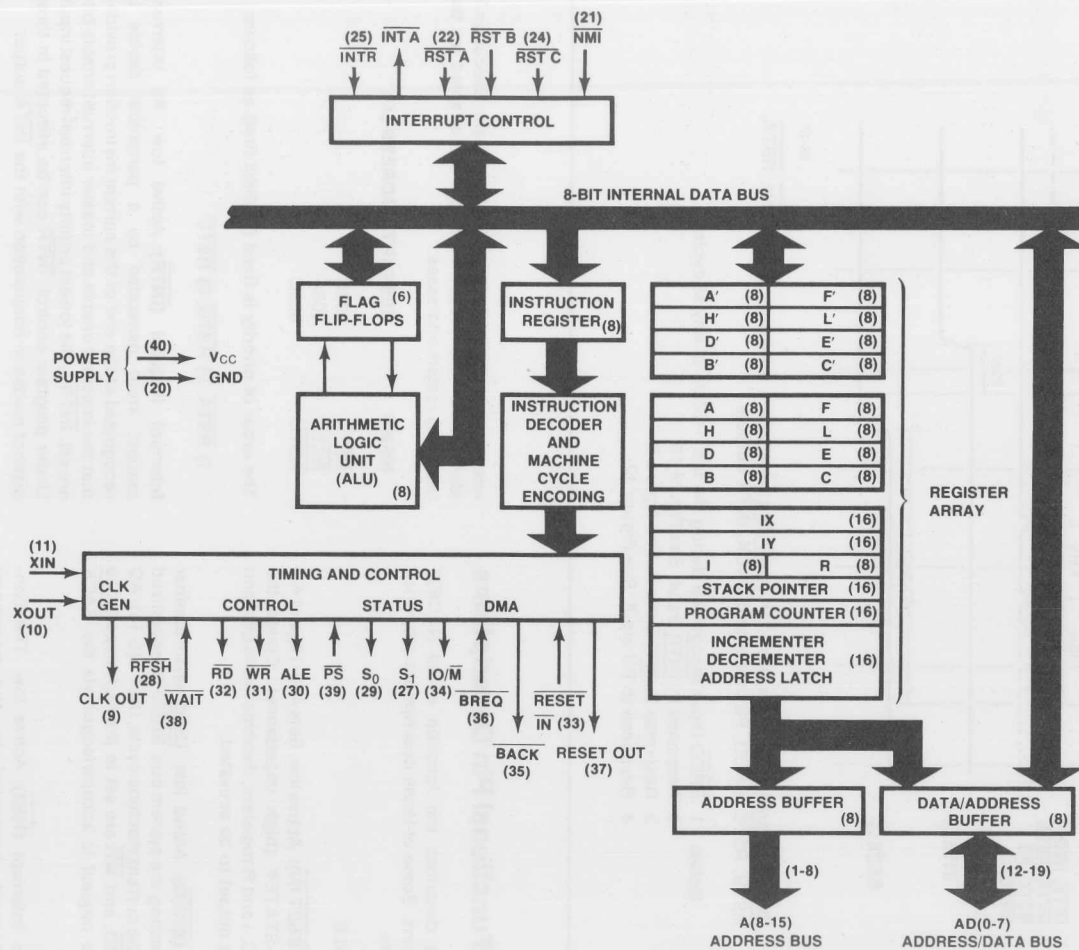 (25) INTR
INT A
(22) RST A
RST B
(24) RST C
(21) NMI
INTERRUPT CONTROL
8-BIT INTERNAL DATA BUS
FLAG (6)
FLIP-FLOPS
INSTRUCTION
REGISTER (8)
POWER
SUPPLY
(40) VCC
(20) GND
ARITHMETIC
LOGIC
UNIT
(ALU)
(8)
INSTRUCTION
DECODER
AND
MACHINE
CYCLE
ENCODING
A' (8) F' (8)
H' (8) L' (8)
D' (8) E' (8)
B' (8) C' (8)
A (8) F (8)
H (8) L (8)
D (8) E (8)
B (8) C (8)
IX (16)
IY (16)
I (8) R (8)
STACK POINTER (16)
PROGRAM COUNTER (16)
INCREMENTER
DECREMENTER (16)
ADDRESS LATCH
REGISTER
ARRAY
(11)
XIN
XOUT
(10)
TIMING AND CONTROL
CLK
GEN
CONTROL
STATUS
DMA
CLK OUT
(9)
RFSH
(28)
WAIT
(38)
RD
(32)
WR
(31)
ALE
(30)
PS
(39)
S0
(29)
S1
(27)
IO/M
(34)
BREQ
(36)
BACK
(35)
RESET
IN (33)
RESET OUT
(37)
ADDRESS BUFFER
(8)
DATA/ADDRESS
BUFFER
(8)
(1-8)
(12-19)
A(8-15)
ADDRESS BUS
AD(0-7)
ADDRESS/DATA BUS